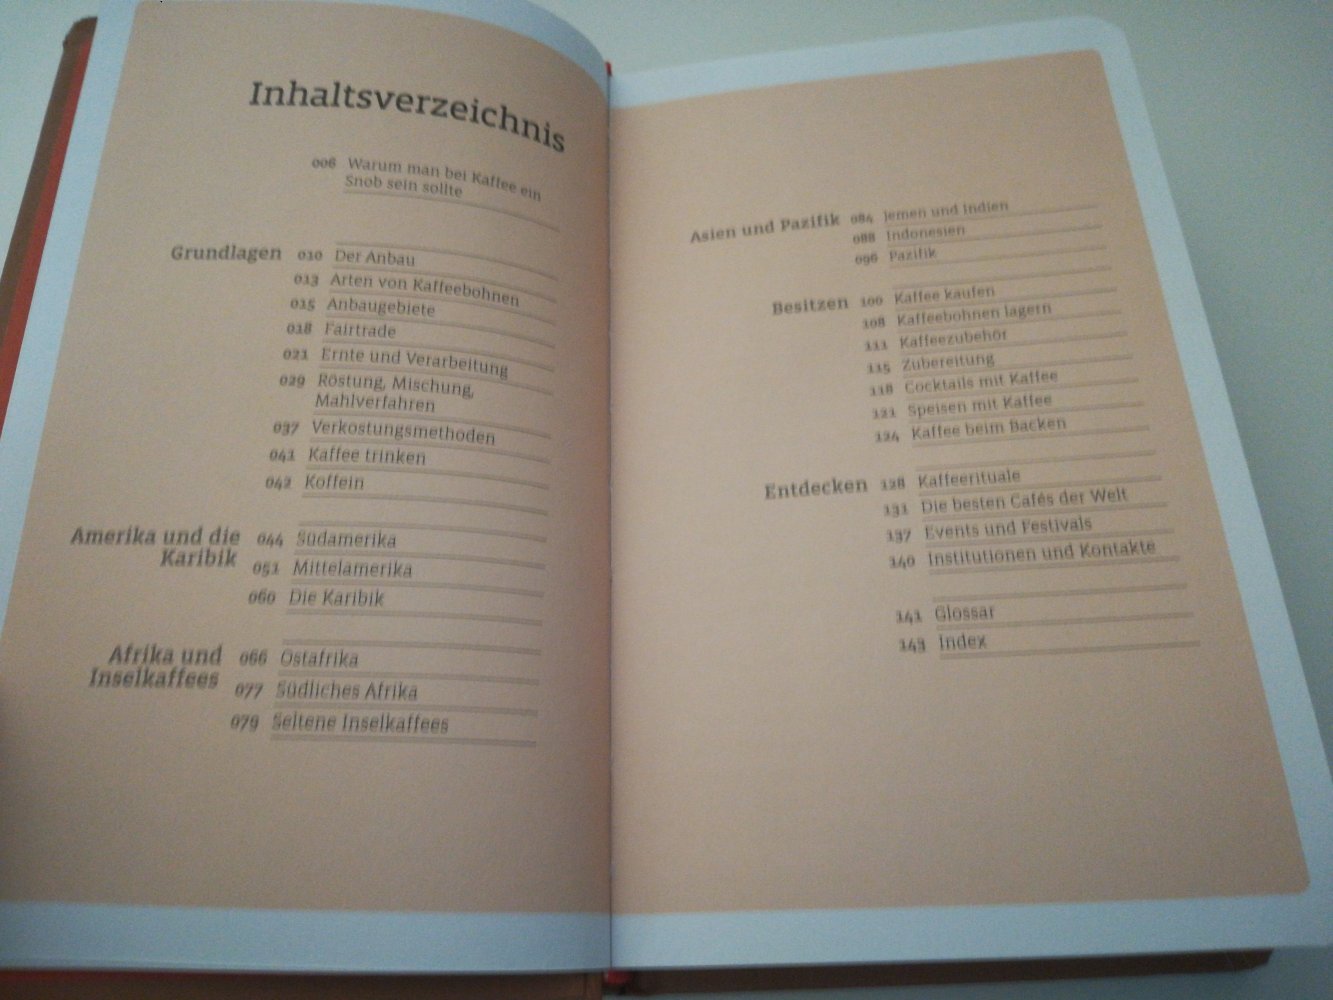 Inhaltsverzeichnis
006 Warum man bei Kaffee ein
Snob sein sollte
Grundlagen 010 Der Anbau
013 Arten von Kaffeebohnen
015 Anbaugebiete
018 Fairtrade
021 Ernte und Verarbeitung
029 Röstung, Mischung,
Mahlverfahren
037 Verkostungsmethoden
041 Kaffee trinken
042 Koffein
Amerika und die 044 Südamerika
Karibik 051 Mittelamerika
060 Die Karibik
Afrika und 066 Ostafrika
Inselkaffees 077 Südliches Afrika
079 Seltene Inselkaffees
Asien und Pazifik 084 Jemen und Indien
088 Indonesien
096 Pazifik
Besitzen 100 Kaffee kaufen
108 Kaffeebohnen lagern
111 Kaffeezubehör
115 Zubereitung
118 Cocktails mit Kaffee
121 Speisen mit Kaffee
124 Kaffee beim Backen
Entdecken 128 Kaffeerituale
131 Die besten Cafés der Welt
137 Events und Festivals
140 Institutionen und Kontakte
141 Glossar
143 Index